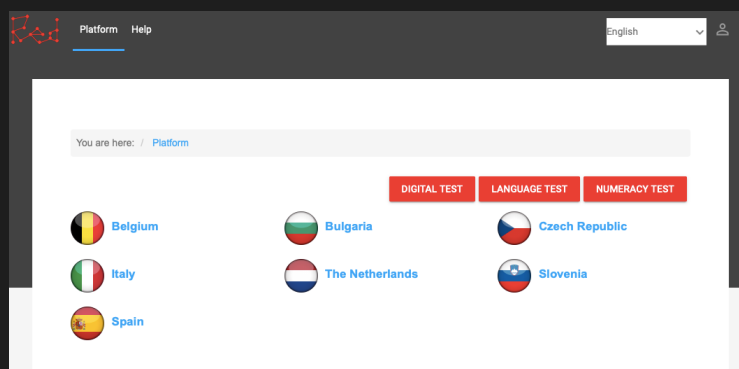 Platform Help English
You are here: / Platform
DIGITAL TEST LANGUAGE TEST NUMERACY TEST
Belgium Bulgaria Czech Republic
Italy The Netherlands Slovenia
Spain